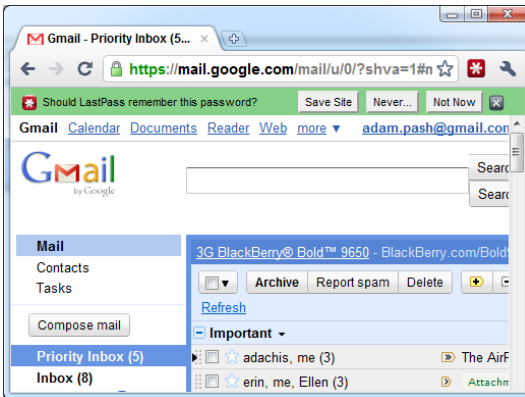 Gmail - Priority Inbox (5...
https://mail.google.com/mail/u/0/?shva=1#n
Should LastPass remember this password? Save Site Never... Not Now
Gmail Calendar Documents Reader Web more ▼ adam.pash@gmail.com
Gmail
by Google
Searc
Searc
Mail
Contacts
Tasks
Compose mail
Priority Inbox (5)
Inbox (8)
3G BlackBerry® Bold™ 9650 - BlackBerry.com/Bold
Archive Report spam Delete
Refresh
Important
adachis, me (3) The AirF
erin, me, Ellen (3) Attachm